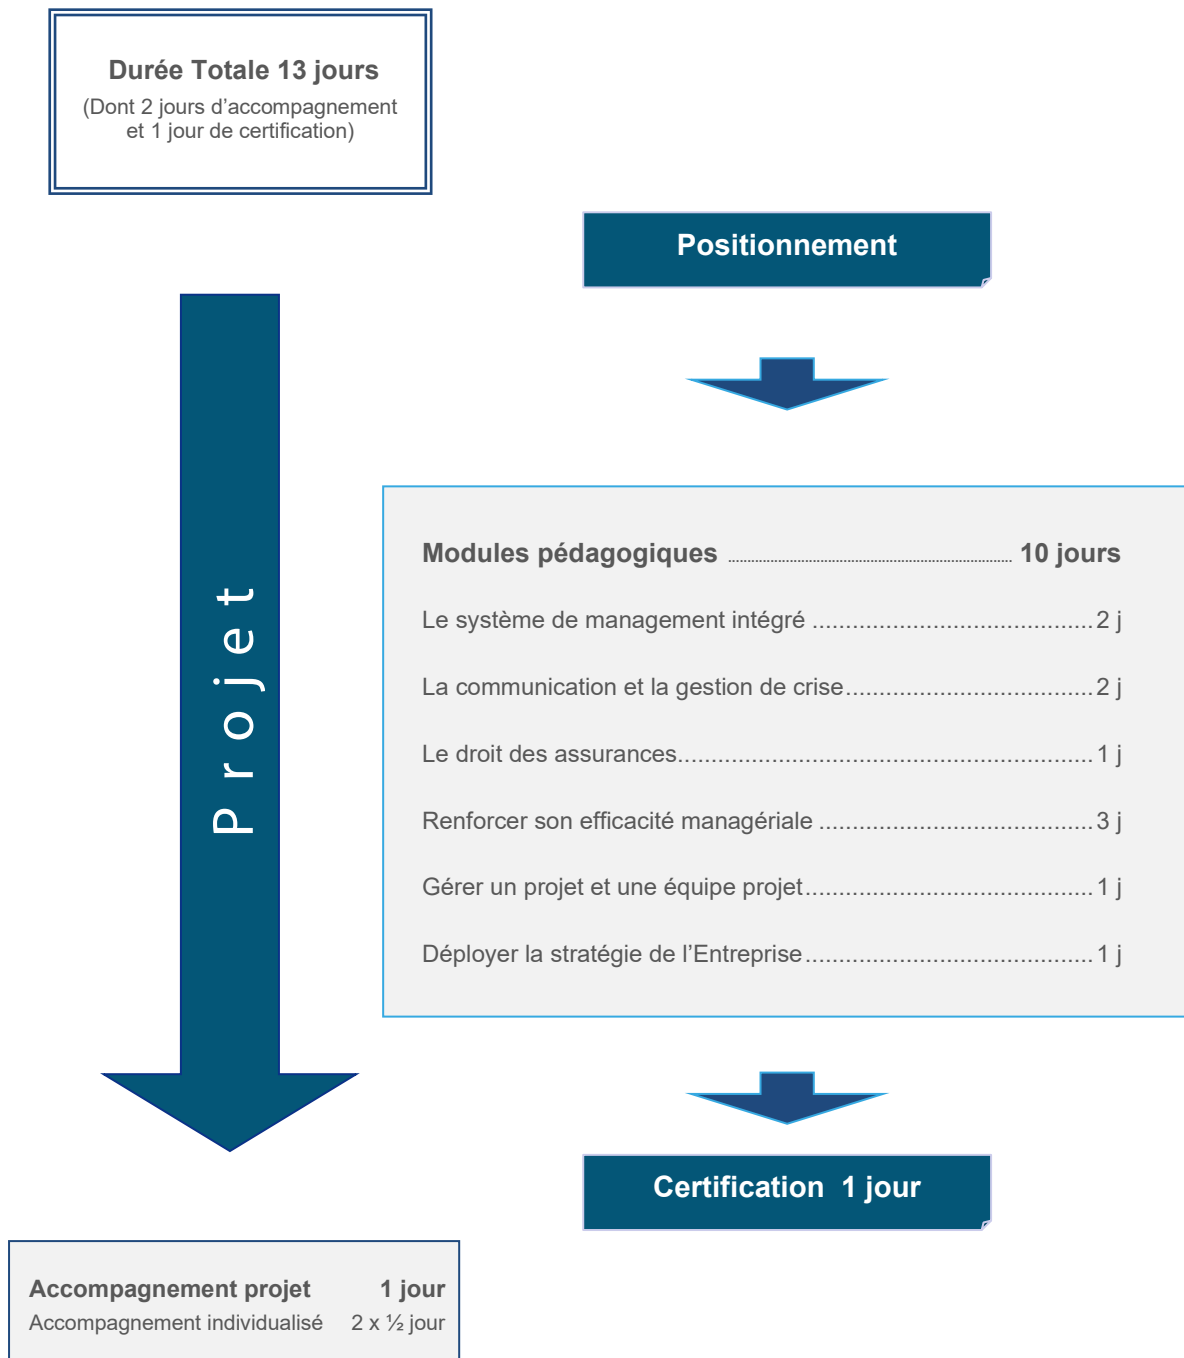 Durée Totale 13 jours
(Dont 2 jours d’accompagnement
et 1 jour de certification)
Positionnement
Projet
Modules pédagogiques ........................................................................ 10 jours
Le système de management intégré ..........................................2 j
La communication et la gestion de crise.....................................2 j
Le droit des assurances..............................................................1 j
Renforcer son efficacité managériale .........................................3 j
Gérer un projet et une équipe projet...........................................1 j
Déployer la stratégie de l’Entreprise...........................................1 j
Certification 1 jour
Accompagnement projet 1 jour
Accompagnement individualisé 2 x ½ jour